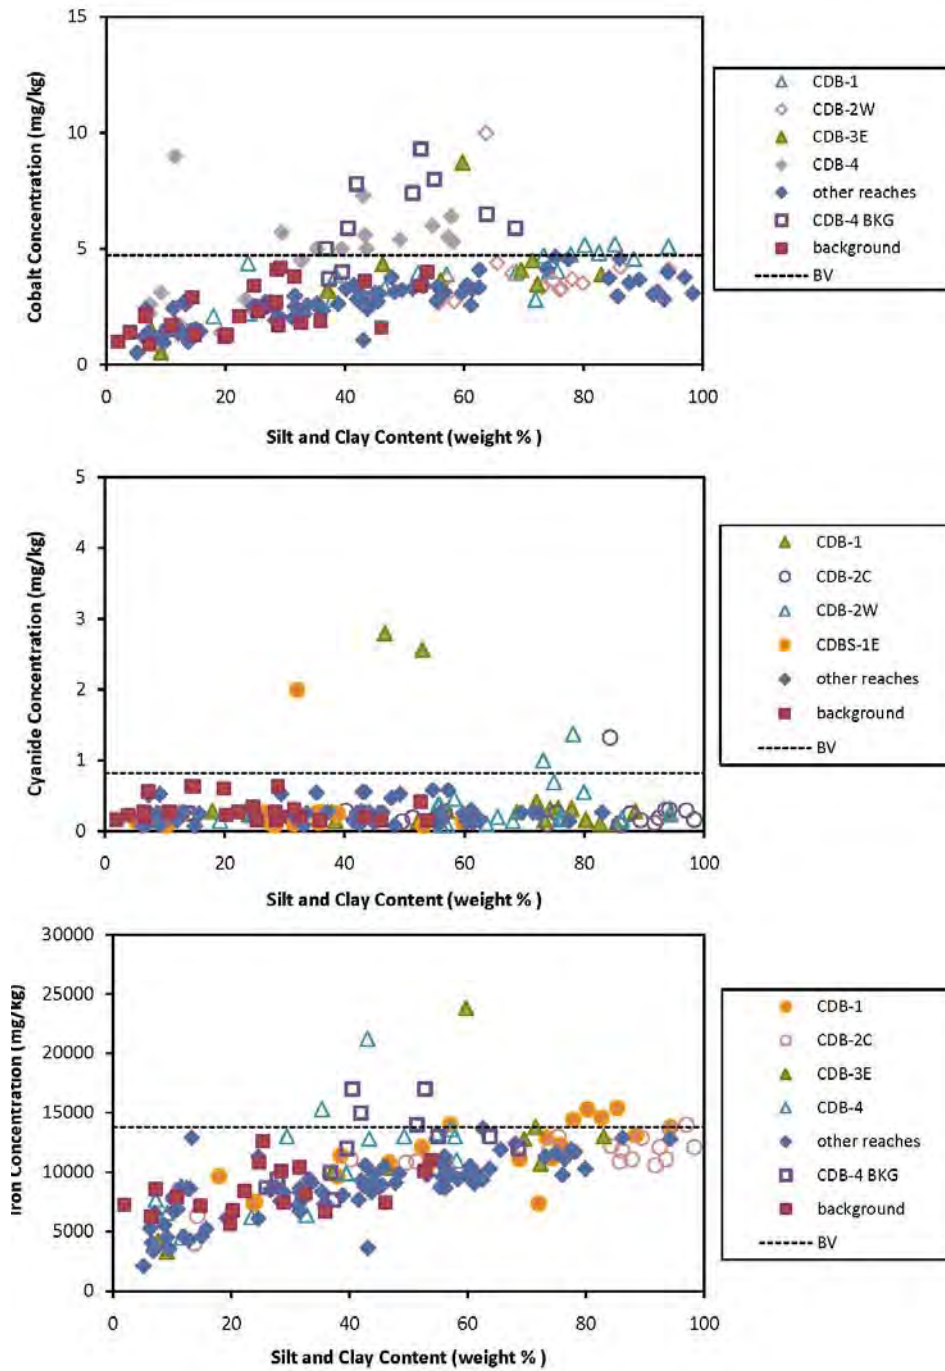 15
10
5
0
Cobalt Concentration (mg/kg)
0 20 40 60 80 100
Silt and Clay Content (weight % )
CDB-1
CDB-2W
CDB-3E
CDB-4
other reaches
CDB-4 BKG
background
BV
5
4
3
2
1
0
Cyanide Concentration (mg/kg)
0 20 40 60 80 100
Silt and Clay Content (weight % )
CDB-1
CDB-2C
CDB-2W
CDBS-1E
other reaches
background
BV
30000
25000
20000
15000
10000
5000
0
Iron Concentration (mg/kg)
0 20 40 60 80 100
Silt and Clay Content (weight % )
CDB-1
CDB-2C
CDB-3E
CDB-4
other reaches
CDB-4 BKG
background
BV